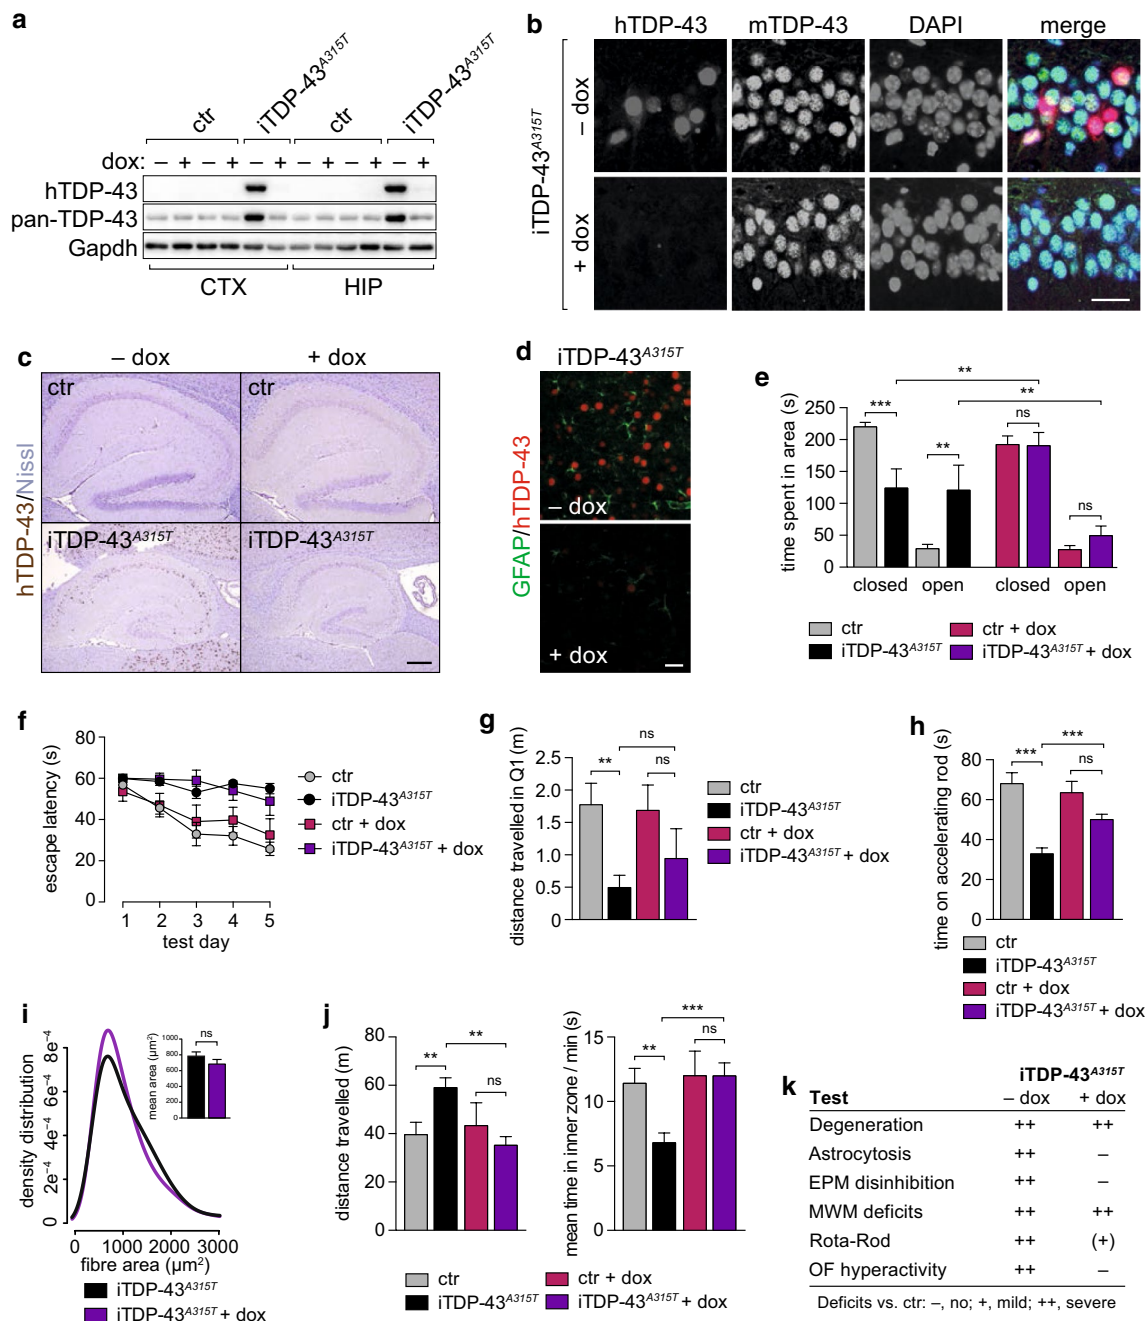 a
ctr iTDP-43A315T ctr iTDP-43A315T
dox: – + – + – + – + – + – +
hTDP-43
pan-TDP-43
Gapdh
CTX HIP
b
hTDP-43 mTDP-43 DAPI merge
iTDP-43A315T
– dox
+ dox
c
– dox + dox
hTDP-43/Nissl
ctr ctr
iTDP-43A315T iTDP-43A315T
d
iTDP-43A315T
GFAP/hTDP-43
– dox
+ dox
e
time spent in area (s)
250
200
150
100
50
0
*** ** ** ** ns ns
closed open closed open
ctr ctr + dox
iTDP-43A315T iTDP-43A315T + dox
f
escape latency (s)
80
60
40
20
0
1 2 3 4 5
test day
ctr
iTDP-43A315T
ctr + dox
iTDP-43A315T + dox
g
distance travelled in Q1 (m)
2.5
2.0
1.5
1.0
0.5
0
** ns ns
ctr
iTDP-43A315T
ctr + dox
iTDP-43A315T + dox
h
time on accelerating rod (s)
80
60
40
20
0
*** *** ns
ctr
iTDP-43A315T
ctr + dox
iTDP-43A315T + dox
i
density distribution
8e-4
6e-4
4e-4
2e-4
0
0 1000 2000 3000
fibre area (µm2)
mean area (µm2)
1000
800
600
400
200
0
ns
iTDP-43A315T
iTDP-43A315T + dox
j
distance travelled (m)
80
60
40
20
0
** ** ns
mean time in inner zone / min (s)
15
10
5
0
** *** ns
ctr ctr + dox
iTDP-43A315T iTDP-43A315T + dox
k
iTDP-43A315T
Test – dox + dox
Degeneration ++ ++
Astrocytosis ++ –
EPM disinhibition ++ –
MWM deficits ++ ++
Rota-Rod ++ (+)
OF hyperactivity ++ –
Deficits vs. ctr: –, no; +, mild; ++, severe